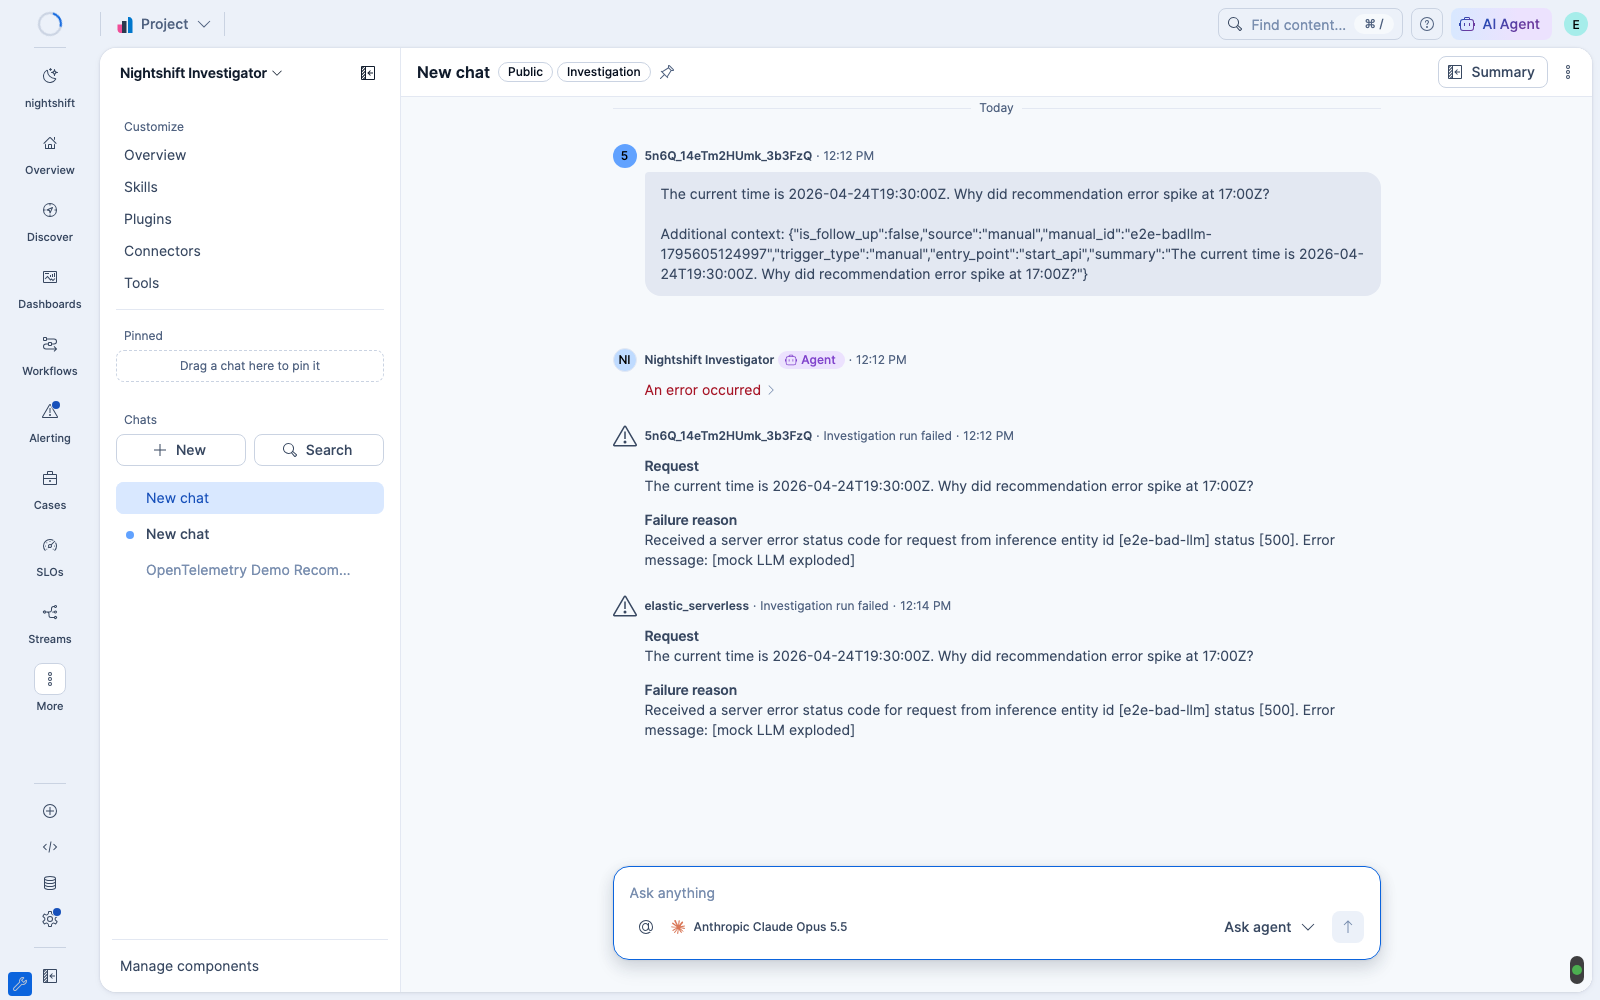 Project
Find content...
⌘ /
AI Agent
E
nightshift
Overview
Discover
Dashboards
Workflows
Alerting
Cases
SLOs
Streams
More
Nightshift Investigator
Customize
Overview
Skills
Plugins
Connectors
Tools
Pinned
Drag a chat here to pin it
Chats
New
Search
New chat
New chat
OpenTelemetry Demo Recom...
Manage components
New chat
Public
Investigation
Summary
Today
5
5n6Q_14eTm2HUmk_3b3FzQ · 12:12 PM
The current time is 2026-04-24T19:30:00Z. Why did recommendation error spike at 17:00Z?
Additional context: {"is_follow_up":false,"source":"manual","manual_id":"e2e-badllm-
1795605124997","trigger_type":"manual","entry_point":"start_api","summary":"The current time is 2026-04-
24T19:30:00Z. Why did recommendation error spike at 17:00Z?"}
NI
Nightshift Investigator Agent · 12:12 PM
An error occurred
5n6Q_14eTm2HUmk_3b3FzQ · Investigation run failed · 12:12 PM
Request
The current time is 2026-04-24T19:30:00Z. Why did recommendation error spike at 17:00Z?
Failure reason
Received a server error status code for request from inference entity id [e2e-bad-llm] status [500]. Error
message: [mock LLM exploded]
elastic_serverless · Investigation run failed · 12:14 PM
Request
The current time is 2026-04-24T19:30:00Z. Why did recommendation error spike at 17:00Z?
Failure reason
Received a server error status code for request from inference entity id [e2e-bad-llm] status [500]. Error
message: [mock LLM exploded]
Ask anything
@
Anthropic Claude Opus 5.5
Ask agent